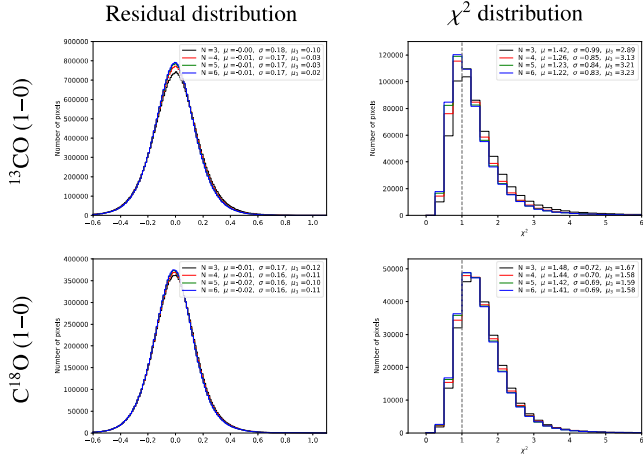 Residual distribution
χ² distribution
¹³CO (1−0)
Number of pixels
900000
800000
700000
600000
500000
400000
300000
200000
100000
0
N =3, μ=-0.00, σ=0.18, μ₃=0.10
N =4, μ=-0.01, σ=0.17, μ₃=0.03
N =5, μ=-0.01, σ=0.17, μ₃=0.03
N =6, μ=-0.01, σ=0.17, μ₃=0.02
−0.6 −0.4 −0.2 0.0 0.2 0.4 0.6 0.8 1.0
Number of pixels
120000
100000
80000
60000
40000
20000
0
N =3, μ=1.42, σ=0.99, μ₃=2.89
N =4, μ=1.26, σ=0.85, μ₃=3.13
N =5, μ=1.23, σ=0.84, μ₃=3.21
N =6, μ=1.22, σ=0.83, μ₃=3.23
0 1 2 3 4 5 6
χ²
C¹⁸O (1−0)
Number of pixels
400000
350000
300000
250000
200000
150000
100000
50000
0
N =3, μ=-0.01, σ=0.17, μ₃=0.12
N =4, μ=-0.01, σ=0.16, μ₃=0.11
N =5, μ=-0.02, σ=0.16, μ₃=0.10
N =6, μ=-0.02, σ=0.16, μ₃=0.11
−0.6 −0.4 −0.2 0.0 0.2 0.4 0.6 0.8 1.0
Number of pixels
50000
40000
30000
20000
10000
0
N =3, μ=1.48, σ=0.72, μ₃=1.67
N =4, μ=1.44, σ=0.70, μ₃=1.58
N =5, μ=1.42, σ=0.69, μ₃=1.59
N =6, μ=1.41, σ=0.69, μ₃=1.58
0 1 2 3 4 5 6
χ²